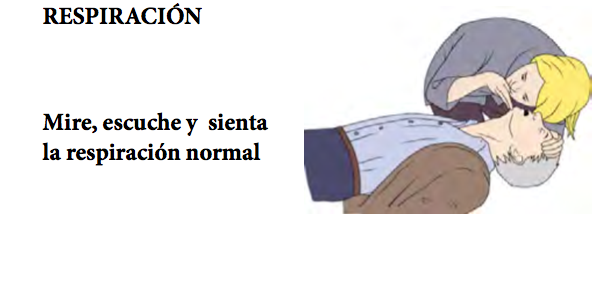 RESPIRACIÓN
Mire, escuche y sienta
la respiración normal